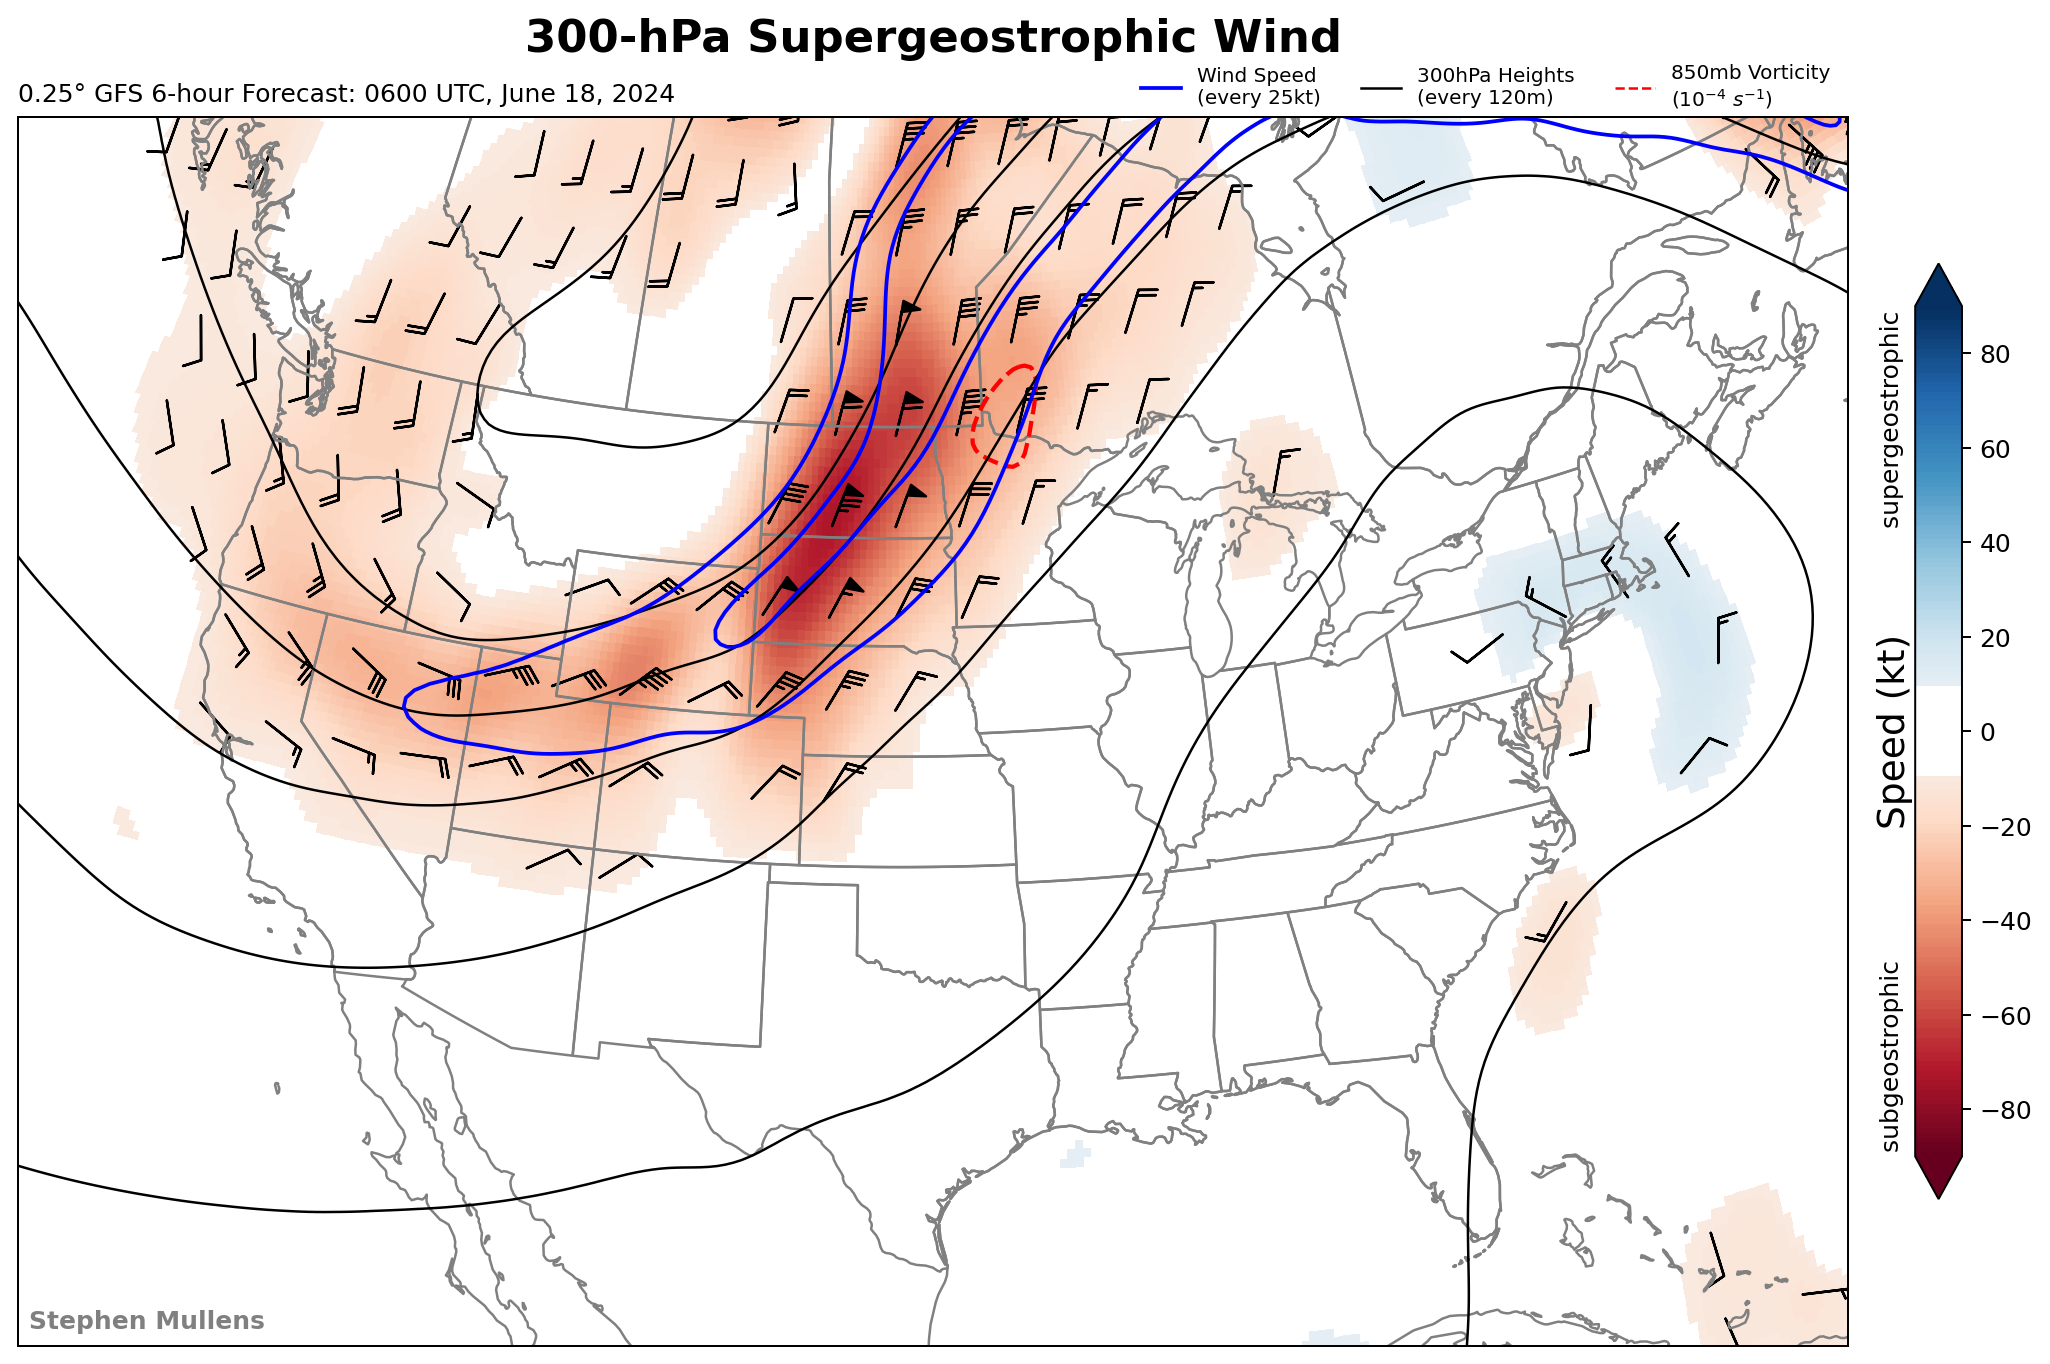 300-hPa Supergeostrophic Wind
0.25° GFS 6-hour Forecast: 0600 UTC, June 18, 2024
Wind Speed
(every 25kt)
300hPa Heights
(every 120m)
850mb Vorticity
(10⁻⁴ s⁻¹)
supergeostrophic
Speed (kt)
subgeostrophic
80
60
40
20
0
−20
−40
−60
−80
Stephen Mullens